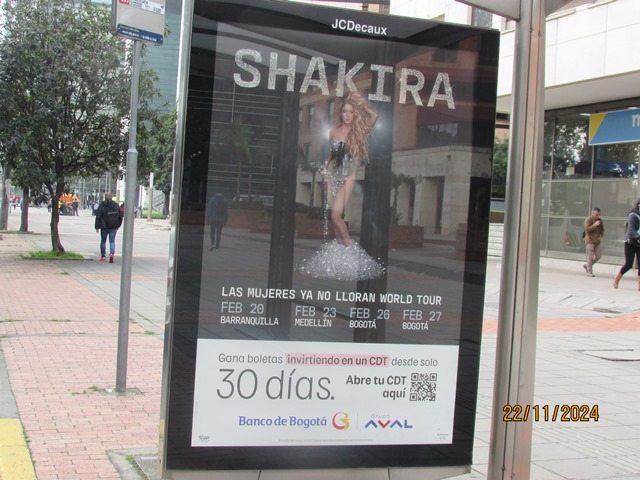 JCDecaux
SHAKIRA
LAS MUJERES YA NO LLORAN WORLD TOUR
FEB 20 FEB 23 FEB 26 FEB 27
BARRANQUILLA MEDELLÍN BOGOTÁ BOGOTÁ
Gana boletas invirtiendo en un CDT desde solo
30 días.
Abre tu CDT
aquí
Banco de Bogotá
Grupo
AVAL
22/11/2024